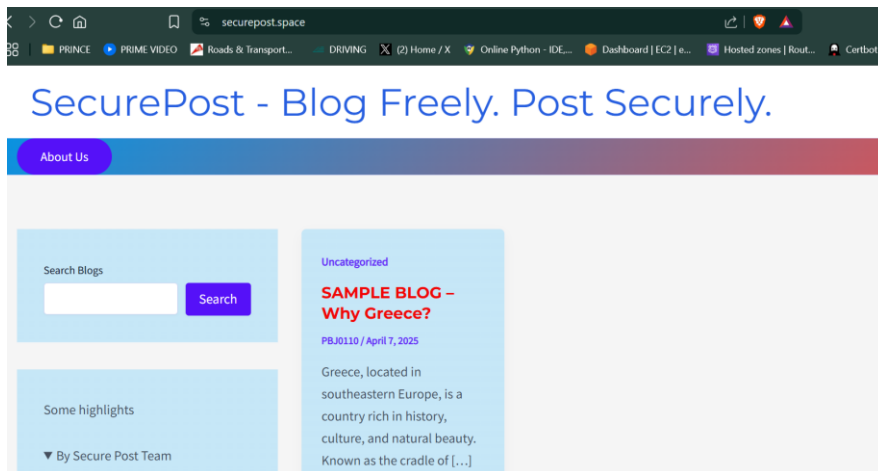 securepost.space
PRINCE PRIME VIDEO Roads & Transport... DRIVING (2) Home / X Online Python - IDE,... Dashboard | EC2 | e... Hosted zones | Rout... Certbot
SecurePost - Blog Freely. Post Securely.
About Us
Search Blogs
Search
Some highlights
▼ By Secure Post Team
Uncategorized
SAMPLE BLOG –
Why Greece?
PBJ0110 / April 7, 2025
Greece, located in
southeastern Europe, is a
country rich in history,
culture, and natural beauty.
Known as the cradle of […]